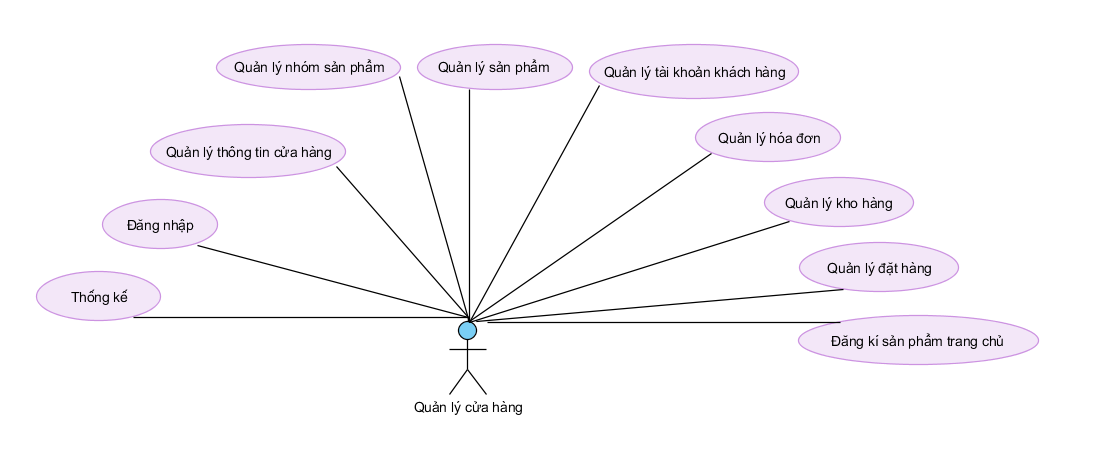 Quản lý nhóm sản phẩm
Quản lý sản phẩm
Quản lý tài khoản khách hàng
Quản lý hóa đơn
Quản lý thông tin cửa hàng
Quản lý kho hàng
Đăng nhập
Quản lý đặt hàng
Thống kế
Đăng kí sản phẩm trang chủ
Quản lý cửa hàng